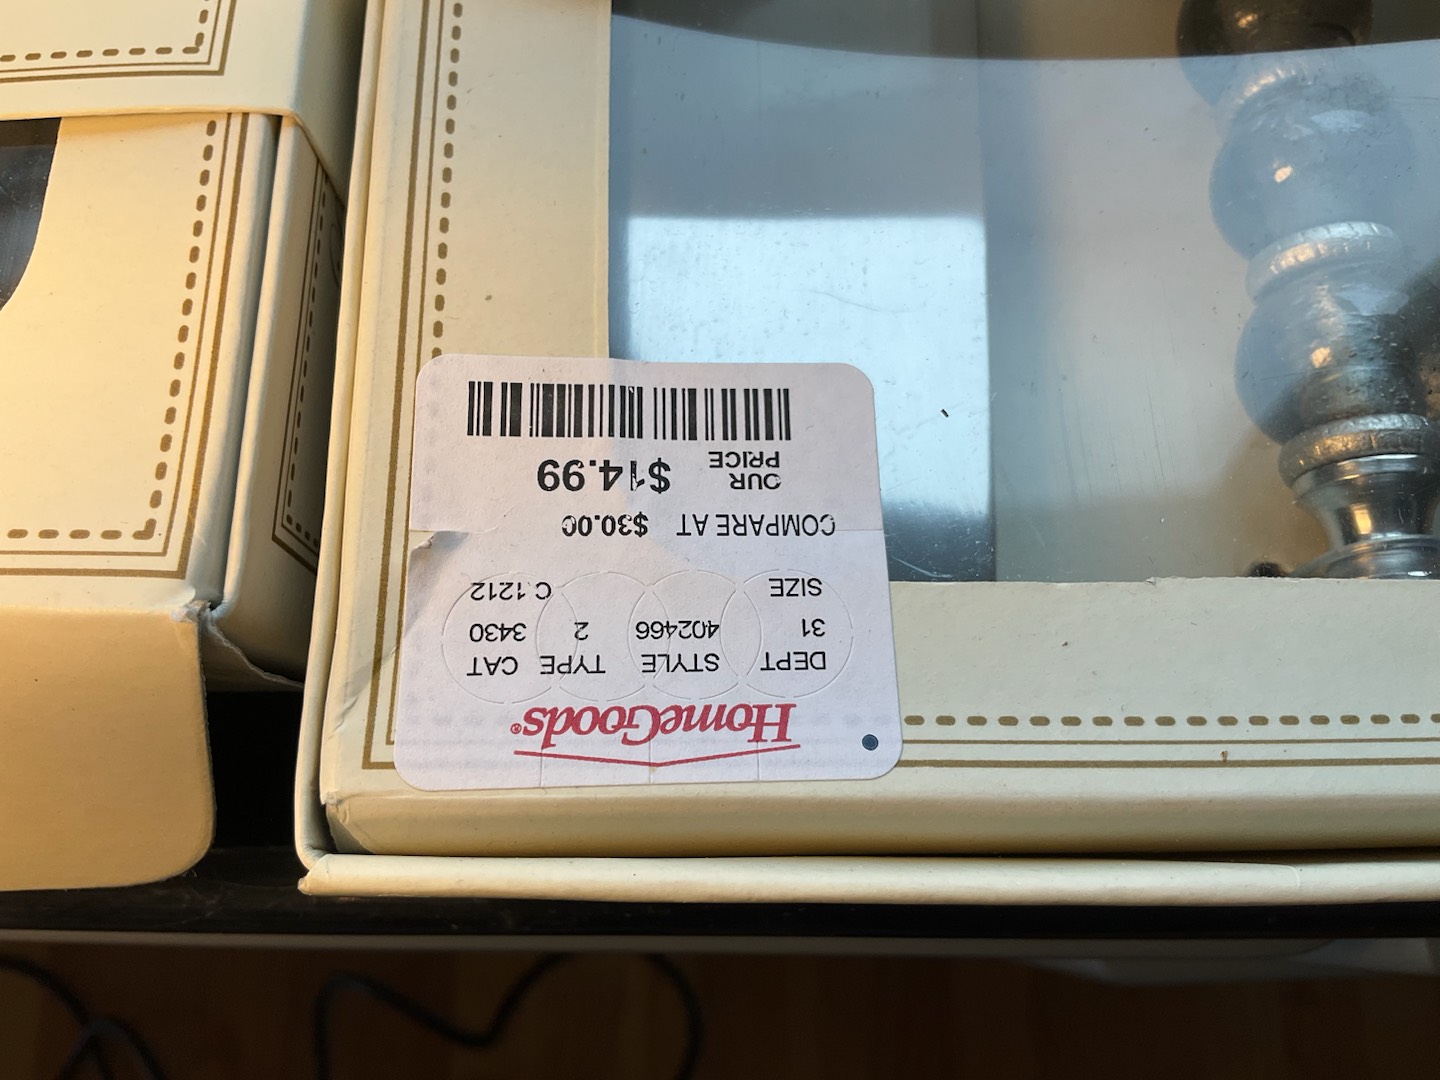 HomeGoods®
DEPT STYLE TYPE CAT
31 402466 2 3430
SIZE C.1212
COMPARE AT $30.00
OUR PRICE $14.99